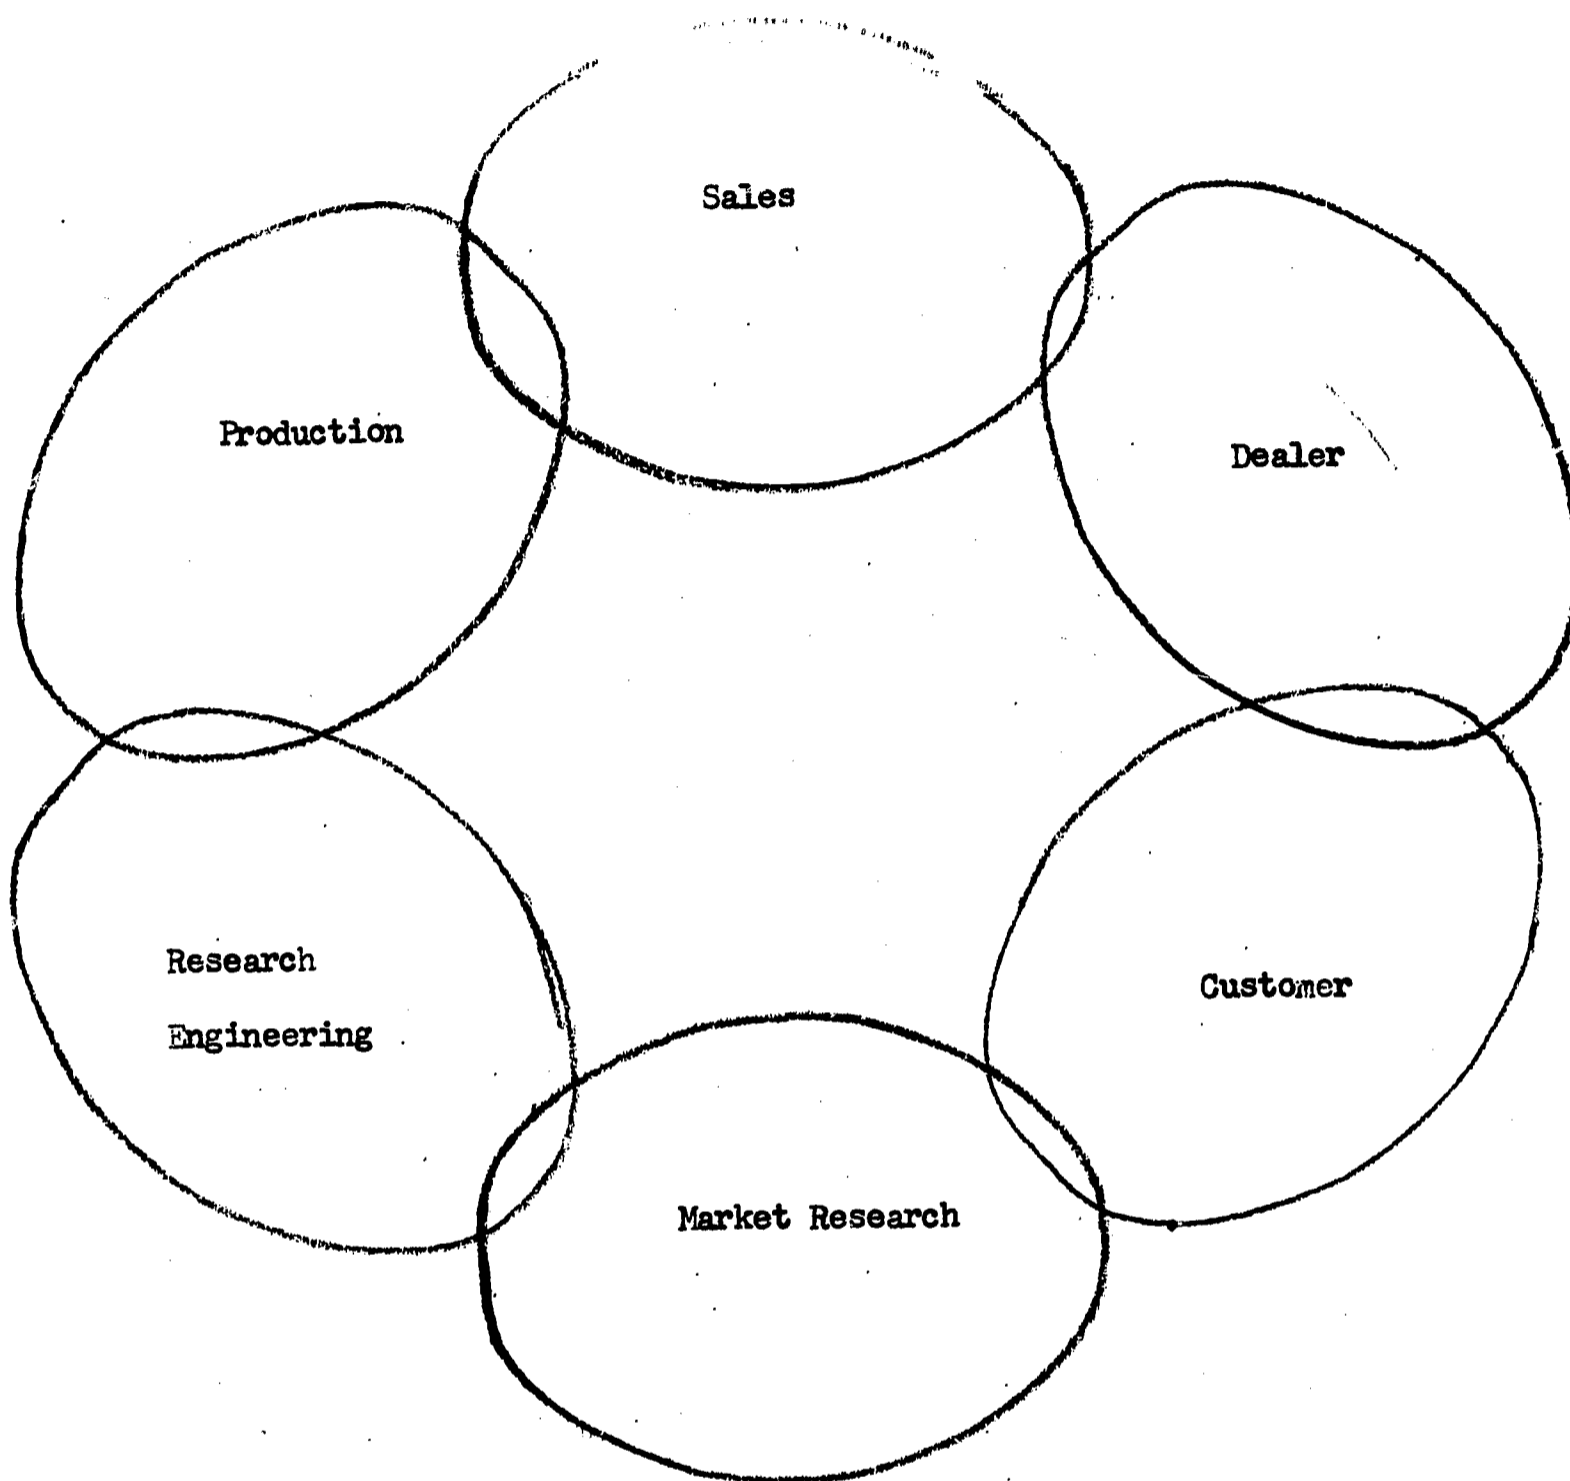 Sales
Production
Dealer
Research
Engineering
Customer
Market Research